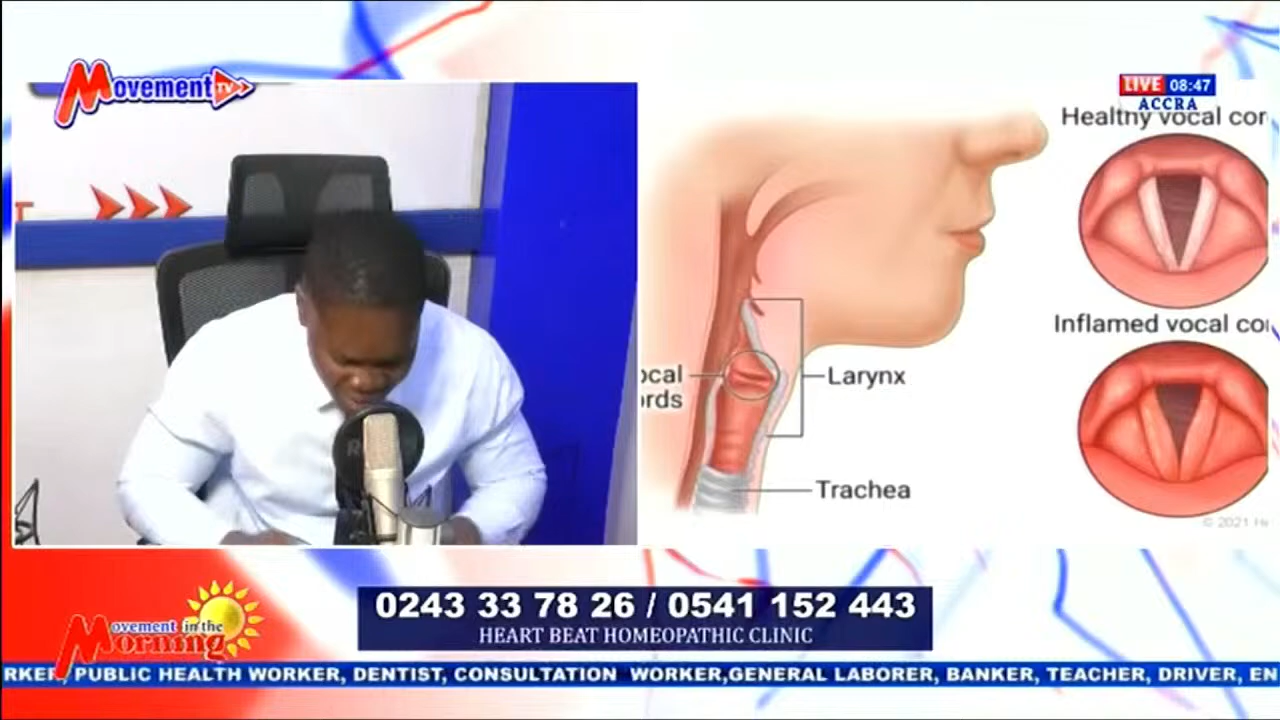 Movement TV
LIVE 08:47
ACCRA
Healthy vocal cor
Inflamed vocal co
ocal
ords
Larynx
Trachea
© 2021
0243 33 78 26 / 0541 152 443
HEART BEAT HOMEOPATHIC CLINIC
Movement in the
Morning
RKER, PUBLIC HEALTH WORKER, DENTIST, CONSULTATION WORKER,GENERAL LABORER, BANKER, TEACHER, DRIVER, EN